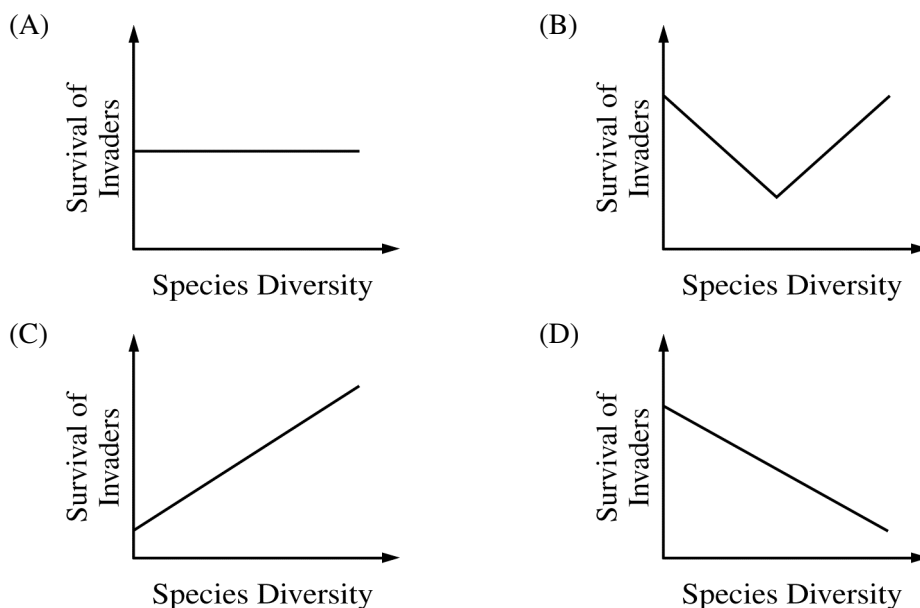 (A)
Survival of
Invaders
Species Diversity
(B)
Survival of
Invaders
Species Diversity
(C)
Survival of
Invaders
Species Diversity
(D)
Survival of
Invaders
Species Diversity